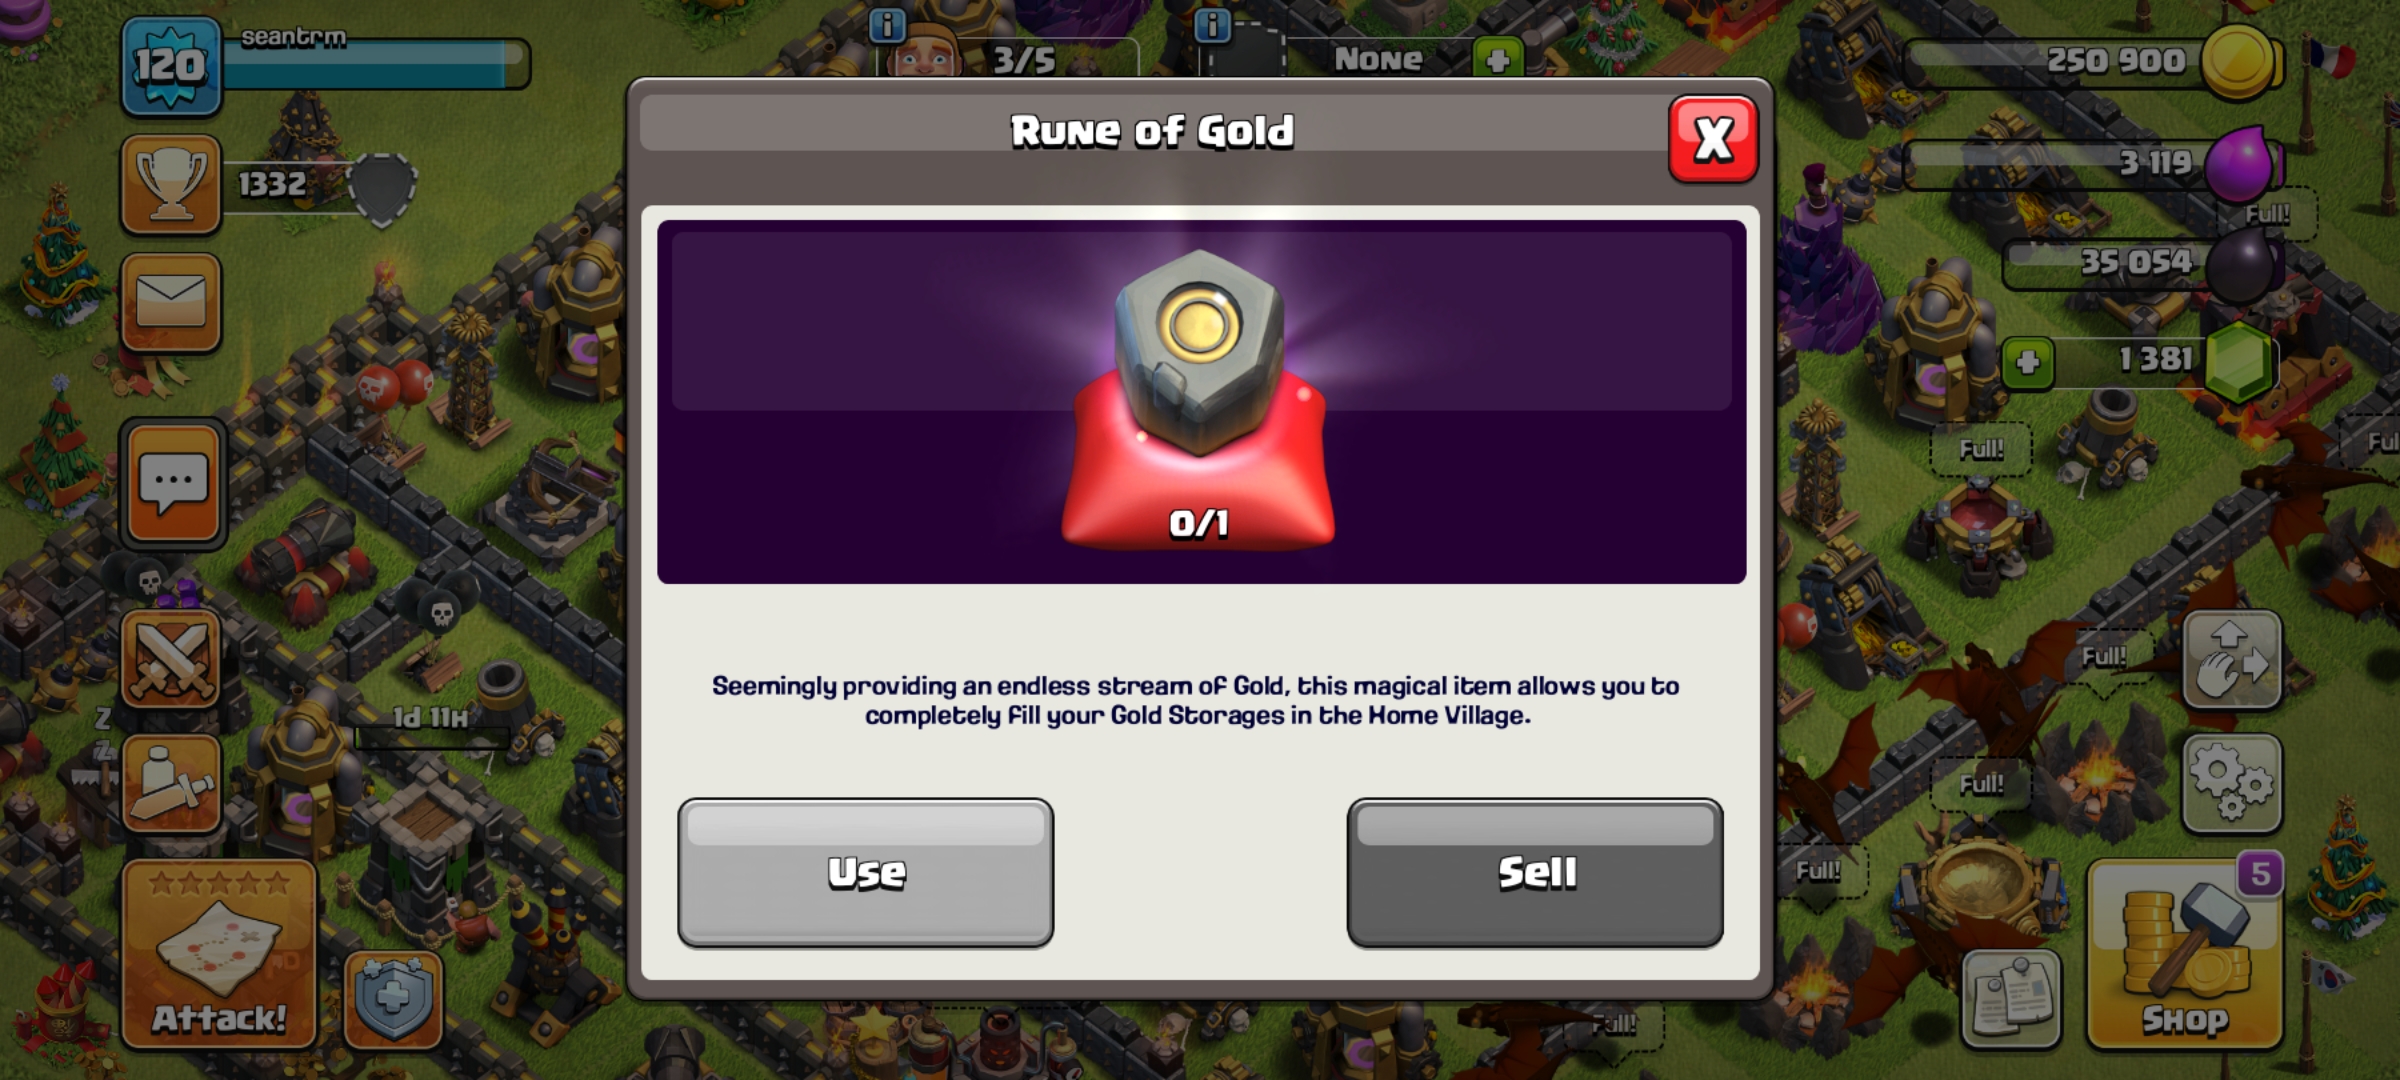 120
seantrm
i
3/5
i
None
250 900
Rune of Gold
X
1332
3 119
Full!
35 054
1 381
Full!
0/1
Full!
Seemingly providing an endless stream of Gold, this magical item allows you to
completely fill your Gold Storages in the Home Village.
1d 11H
Z
Z
Full!
Use
Sell
Full!
5
Attack!
Full!
Shop